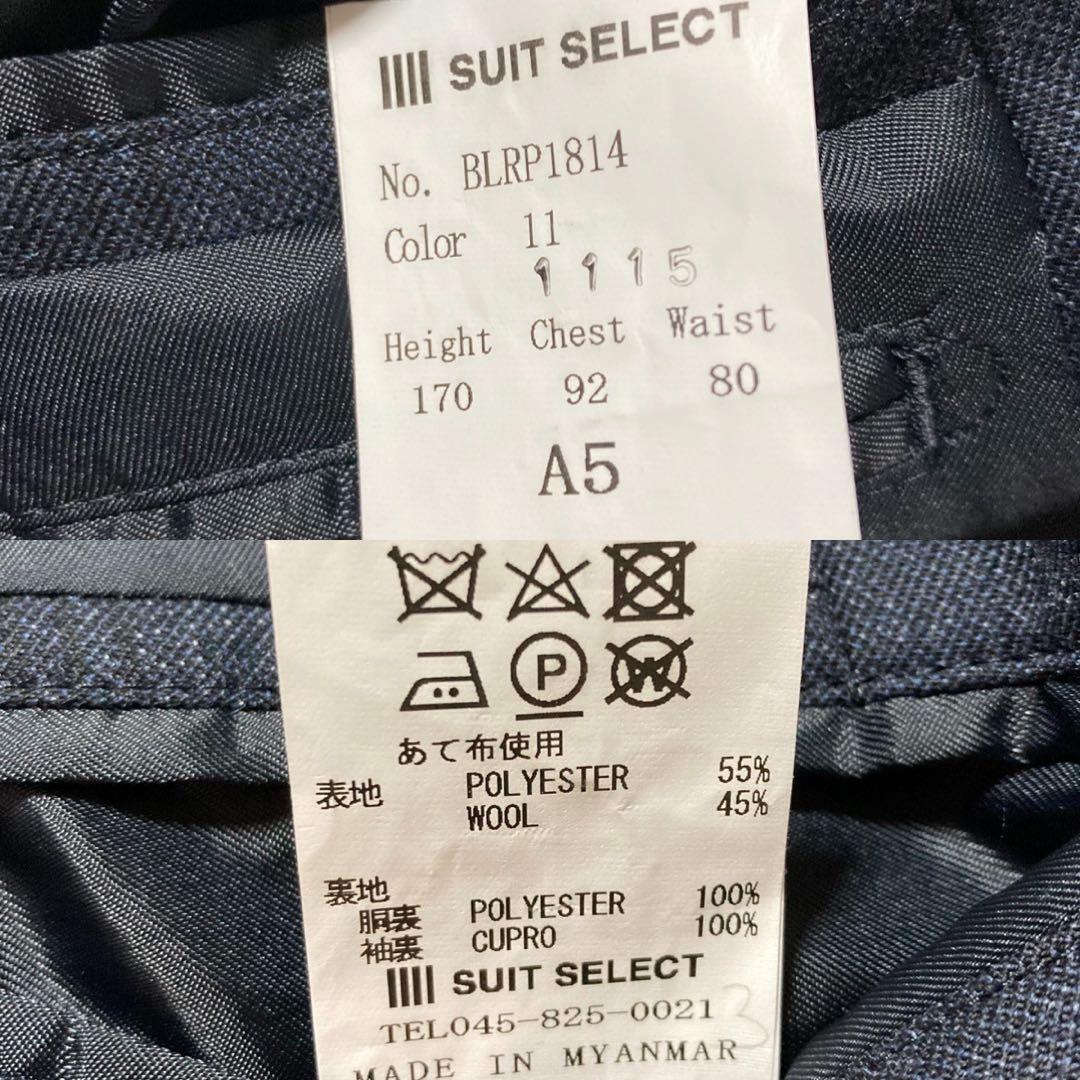 SUIT SELECT
No. BLRP1814
Color 11
1115
Height Chest Waist
170 92 80
A5
P W
あて布使用
表地 POLYESTER 55%
WOOL 45%
裏地
胴裏 POLYESTER 100%
袖裏 CUPRO 100%
SUIT SELECT
TEL045-825-0021
3
MADE IN MYANMAR